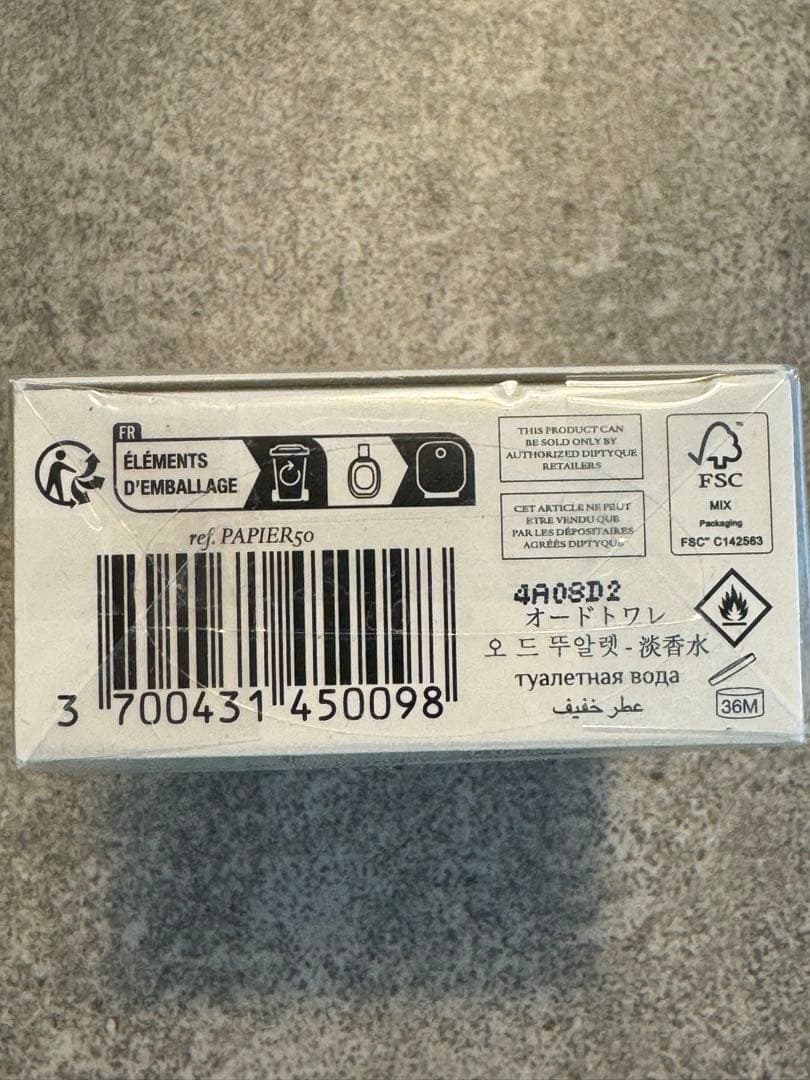 FR
ÉLÉMENTS
D'EMBALLAGE
ref. PAPIER50
3 700431 450098
THIS PRODUCT CAN
BE SOLD ONLY BY
AUTHORIZED DIPTYQUE
RETAILERS
CET ARTICLE NE PEUT
ETRE VENDU QUE
PAR LES DÉPOSITAIRES
AGRÉÉS DIPTYQUE
FSC
MIX
Packaging
FSC™ C142563
4A08D2
オードトワレ
오 드 뚜알렛 - 淡香水
туалетная вода
عطر خفيف
36M